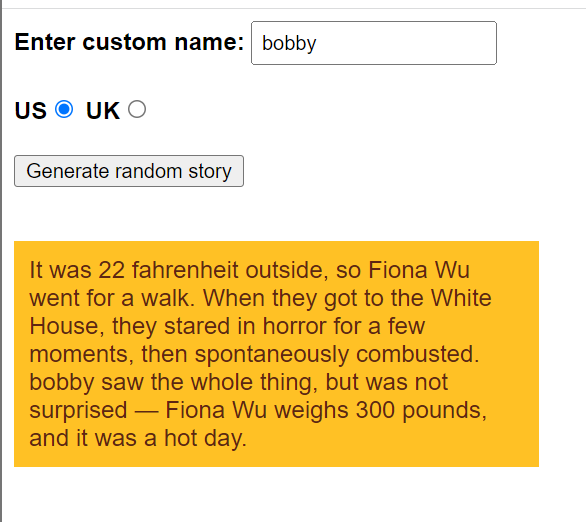 Enter custom name: bobby
US UK
Generate random story
It was 22 fahrenheit outside, so Fiona Wu
went for a walk. When they got to the White
House, they stared in horror for a few
moments, then spontaneously combusted.
bobby saw the whole thing, but was not
surprised — Fiona Wu weighs 300 pounds,
and it was a hot day.